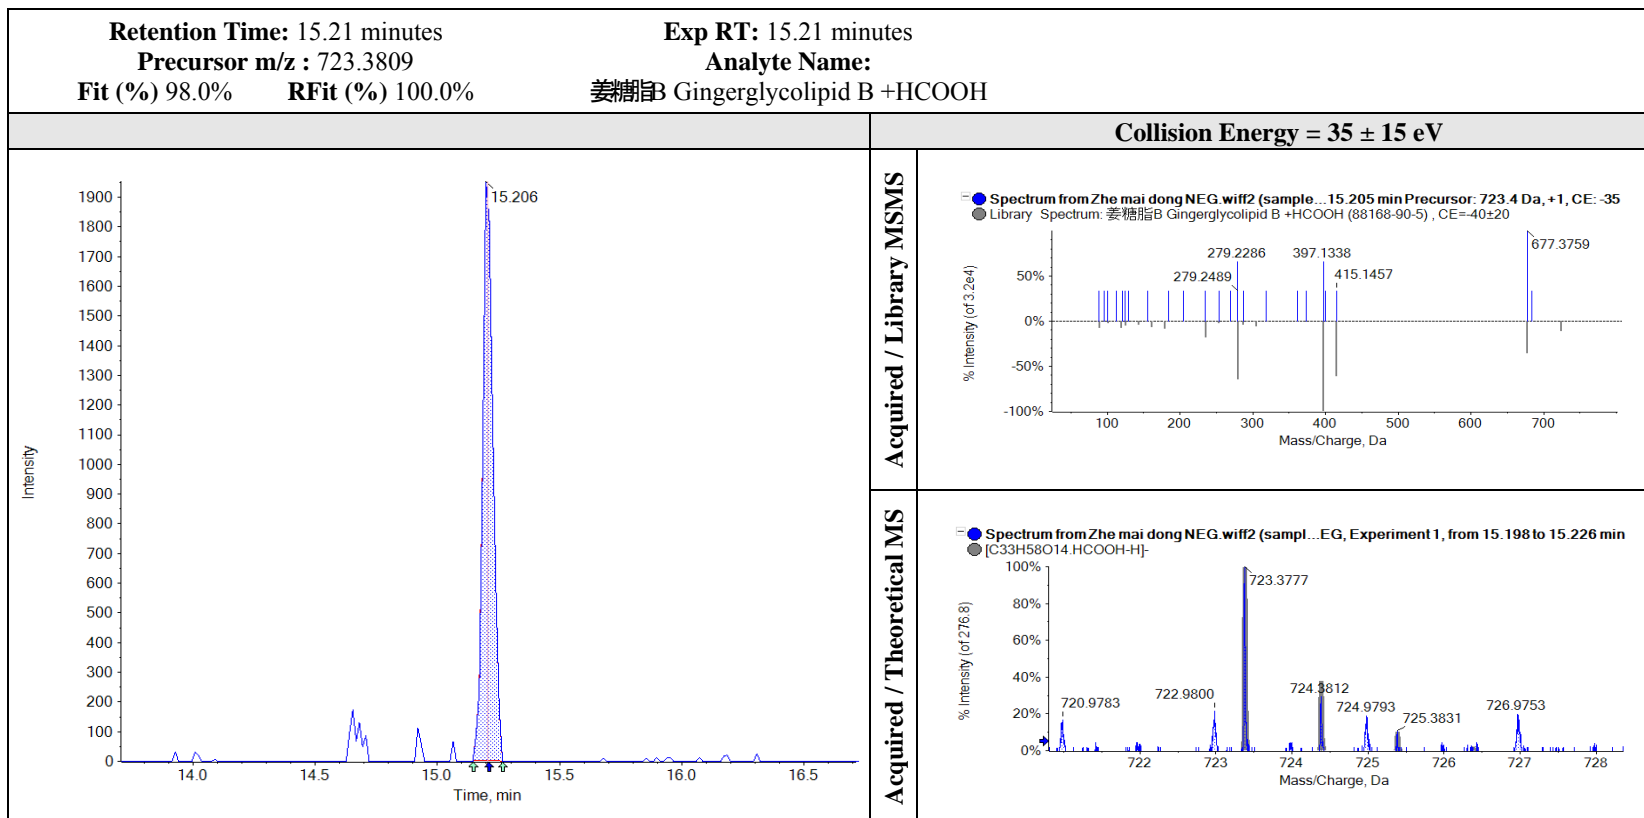 Retention Time: 15.21 minutes Exp RT: 15.21 minutes
Precursor m/z : 723.3809 Analyte Name:
Fit (%) 98.0% RFit (%) 100.0% 姜糖脂B Gingerglycolipid B +HCOOH
Collision Energy = 35 ± 15 eV
Intensity
1900
1800
1700
1600
1500
1400
1300
1200
1100
1000
900
800
700
600
500
400
300
200
100
0
15.206
14.0 14.5 15.0 15.5 16.0 16.5
Time, min
Acquired / Library MSMS
Spectrum from Zhe mai dong NEG.wiff2 (sample...15.205 min Precursor: 723.4 Da, +1, CE: -35
Library Spectrum: 姜糖脂B Gingerglycolipid B +HCOOH (88168-90-5) , CE=-40±20
% Intensity (of 3.2e4)
50%
0%
-50%
-100%
677.3759
279.2286 397.1338
279.2489 415.1457
100 200 300 400 500 600 700
Mass/Charge, Da
Acquired / Theoretical MS
Spectrum from Zhe mai dong NEG.wiff2 (sampl...EG, Experiment 1, from 15.198 to 15.226 min
[C33H58O14.HCOOH-H]-
% Intensity (of 276.8)
100%
80%
60%
40%
20%
0%
723.3777
720.9783 722.9800 724.3812 724.9793 725.3831 726.9753
722 723 724 725 726 727 728
Mass/Charge, Da